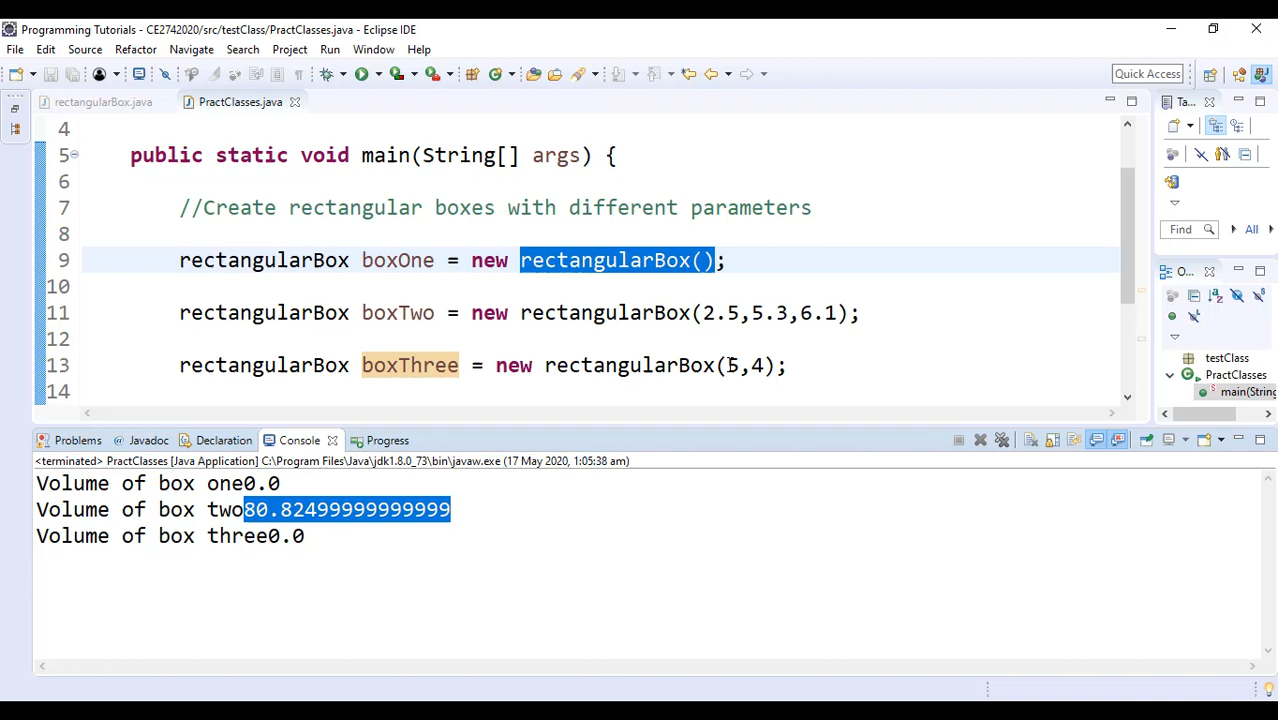 Programming Tutorials - CE2742020/src/testClass/PractClasses.java - Eclipse IDE
File Edit Source Refactor Navigate Search Project Run Window Help
Quick Access
rectangularBox.java PractClasses.java Ta...
4
5 public static void main(String[] args) {
6
7 //Create rectangular boxes with different parameters
8
9 rectangularBox boxOne = new rectangularBox();
10
11 rectangularBox boxTwo = new rectangularBox(2.5,5.3,6.1);
12
13 rectangularBox boxThree = new rectangularBox(5,4);
14
Find All
O...
testClass
PractClasses
main(String
Problems @ Javadoc Declaration Console Progress
<terminated> PractClasses [Java Application] C:\Program Files\Java\jdk1.8.0_73\bin\javaw.exe (17 May 2020, 1:05:38 am)
Volume of box one0.0
Volume of box two80.82499999999999
Volume of box three0.0